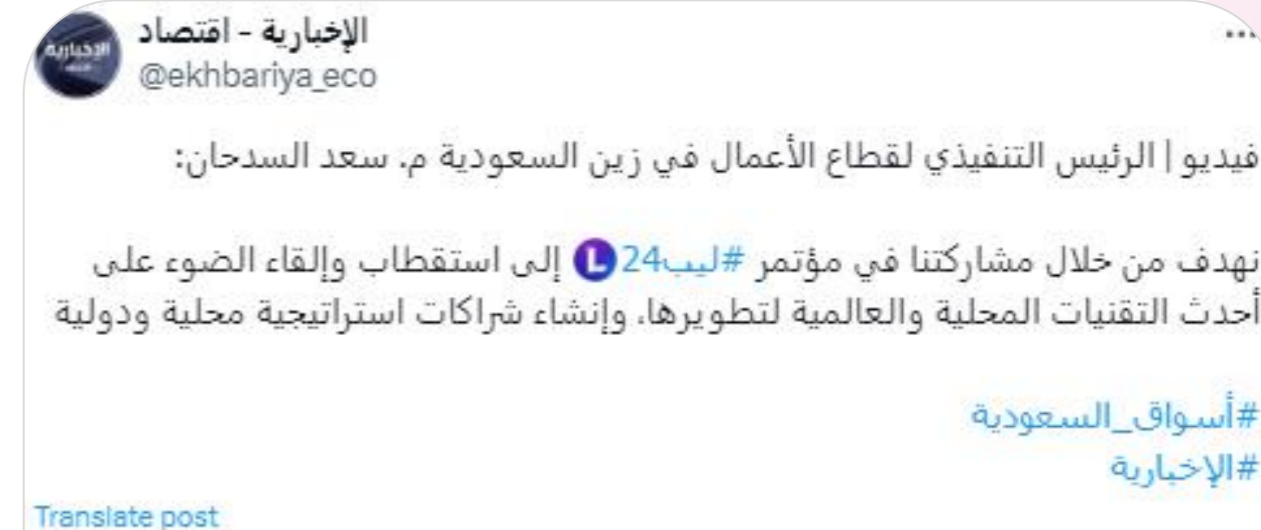 الإخبارية - اقتصاد
@ekhbariya_eco
فيديو | الرئيس التنفيذي لقطاع الأعمال في زين السعودية م. سعد السدحان:
نهدف من خلال مشاركتنا في مؤتمر #ليب24 إلى استقطاب وإلقاء الضوء على
أحدث التقنيات المحلية والعالمية لتطويرها، وإنشاء شراكات استراتيجية محلية ودولية
#أسواق_السعودية
#الإخبارية
Translate post